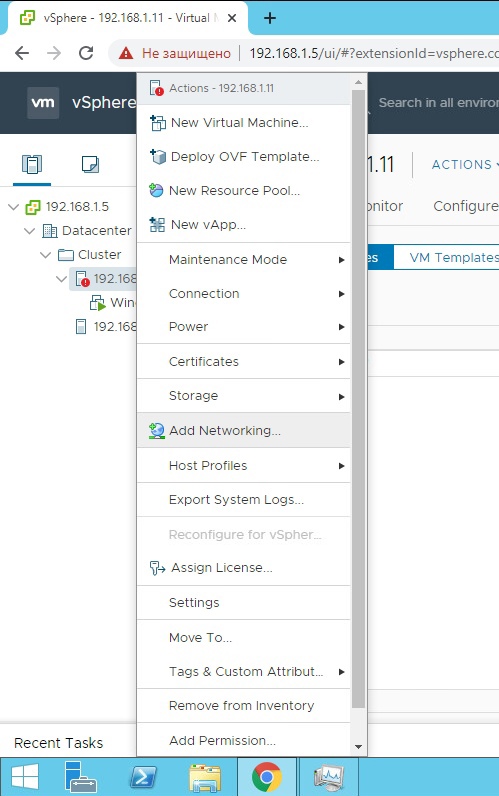 vSphere - 192.168.1.11 - Virtual M
Не защищено
192.168.1.5/ui/#?extensionId=vsphere.co
vm
vSphere
Search in all environ
Actions - 192.168.1.11
1.11
ACTIONS
New Virtual Machine...
Deploy OVF Template...
New Resource Pool...
onitor
Configure
192.168.1.5
New vApp...
Datacenter
Cluster
es
VM Templates
Maintenance Mode
192.168
Connection
Wind
192.168
Power
Certificates
Storage
Add Networking...
Host Profiles
Export System Logs...
Reconfigure for vSpher...
Assign License...
Settings
Move To...
Tags & Custom Attribut...
Remove from Inventory
Recent Tasks
Add Permission...